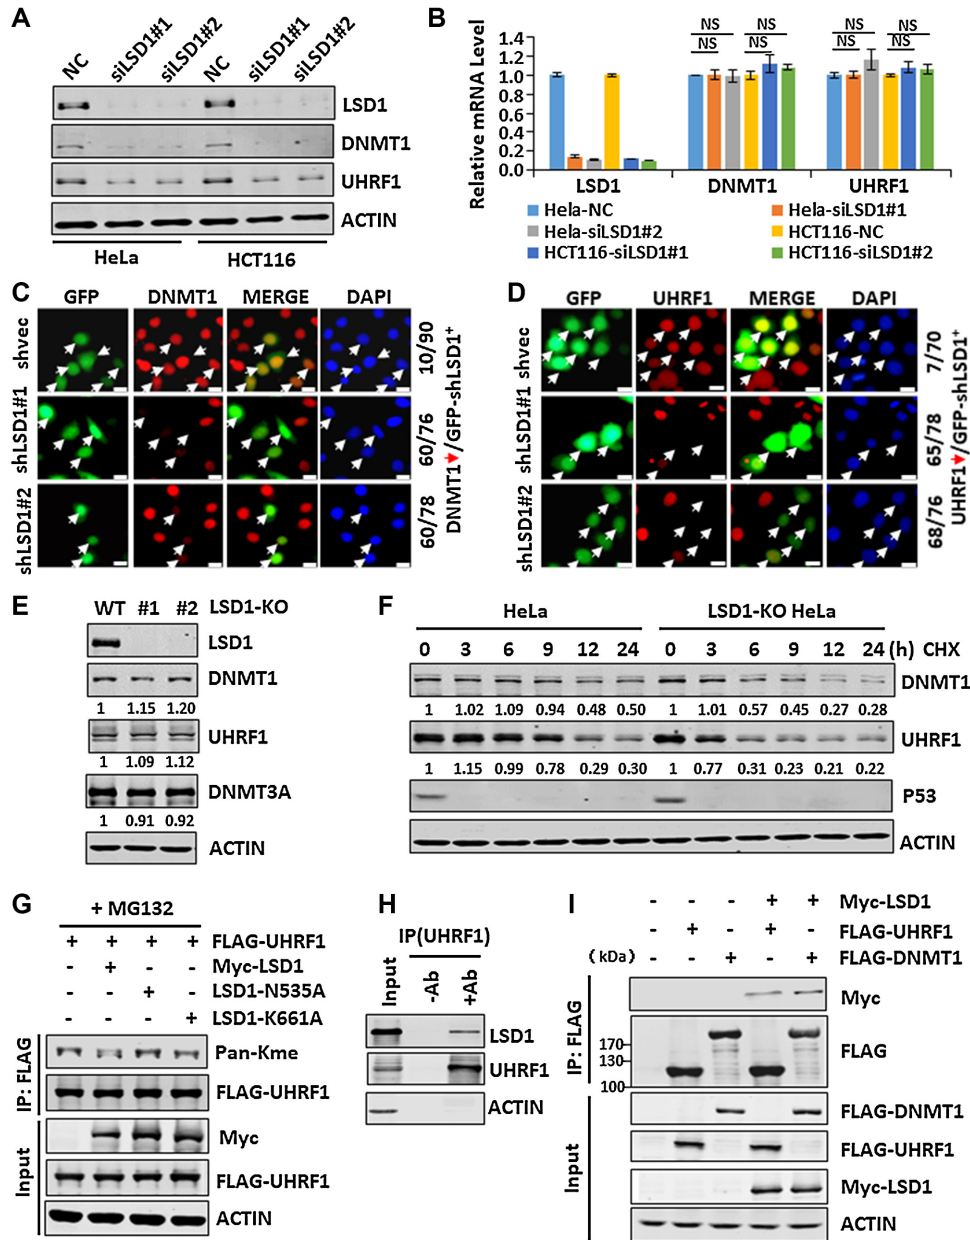 A
NC siLSD1#1 siLSD1#2 NC siLSD1#1 siLSD1#2
LSD1
DNMT1
UHRF1
ACTIN
HeLa HCT116
B
Relative mRNA Level
1.4
1.2
1.0
0.8
0.6
0.4
0.2
0.0
NS NS NS NS
NS NS NS NS
LSD1 DNMT1 UHRF1
Hela-NC Hela-siLSD1#1
Hela-siLSD1#2 HCT116-NC
HCT116-siLSD1#1 HCT116-siLSD1#2
C
GFP DNMT1 MERGE DAPI
shvec
shLSD1#1
shLSD1#2
10/90
60/76
60/78
DNMT1 /GFP-shLSD1+
D
GFP UHRF1 MERGE DAPI
shvec
shLSD1#1
shLSD1#2
7/70
65/78
68/76
UHRF1 /GFP-shLSD1+
E
WT #1 #2 LSD1-KO
LSD1
DNMT1
1 1.15 1.20
UHRF1
1 1.09 1.12
DNMT3A
1 0.91 0.92
ACTIN
F
HeLa LSD1-KO HeLa
0 3 6 9 12 24 0 3 6 9 12 24 (h) CHX
DNMT1
1 1.02 1.09 0.94 0.48 0.50 1 1.01 0.57 0.45 0.27 0.28
UHRF1
1 1.15 0.99 0.78 0.29 0.30 1 0.77 0.31 0.23 0.21 0.22
P53
ACTIN
G
+ MG132
+ + + + FLAG-UHRF1
- + - - Myc-LSD1
- - + - LSD1-N535A
- - - + LSD1-K661A
IP: FLAG
Pan-Kme
FLAG-UHRF1
Input
Myc
FLAG-UHRF1
ACTIN
H
IP(UHRF1)
Input -Ab +Ab
LSD1
UHRF1
ACTIN
I
- - - + + Myc-LSD1
- + - + - FLAG-UHRF1
(kDa) - - + - + FLAG-DNMT1
IP: FLAG
Myc
FLAG
170
130
100
Input
FLAG-DNMT1
FLAG-UHRF1
Myc-LSD1
ACTIN